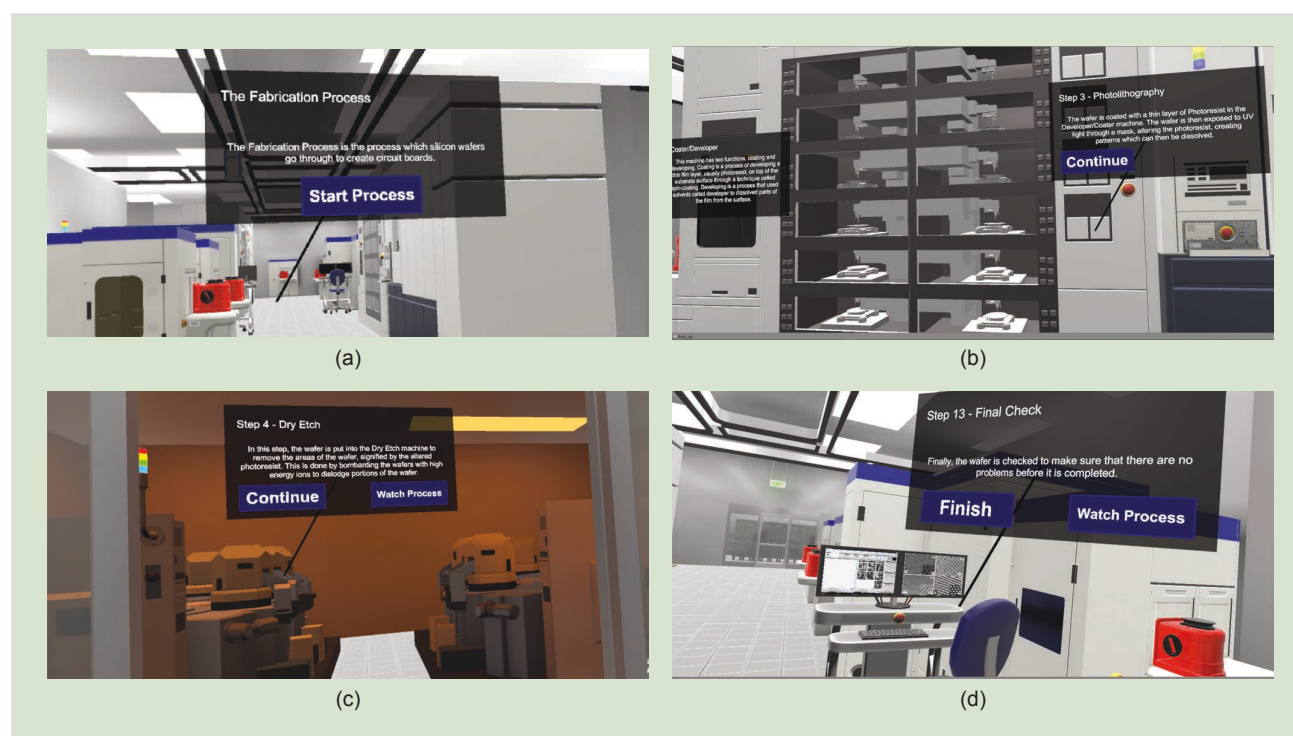 The Fabrication Process
The Fabrication Process is the process which silicon wafers
go through to create circuit boards.
Start Process
(a)
Coater/Developer
This machine has two functions, coating and
developing. Coating is a process of developing a
thin film layer, usually photoresist, on top of the
substrate surface through a technique called
spin-coating. Developing is a process that used
solvents called developer to dissolved parts of
the film from the surface.
Step 3 - Photolithography
The wafer is coated with a thin layer of Photoresist in the
Developer/Coater machine. The wafer is then exposed to UV
light through a mask, altering the photoresist, creating
patterns which can then be dissolved.
Continue
(b)
Step 4 - Dry Etch
In this step, the wafer is put into the Dry Etch machine to
remove the areas of the wafer, signified by the altered
photoresist. This is done by bombarding the wafers with high
energy ions to dislodge portions of the wafer.
Continue
Watch Process
(c)
Step 13 - Final Check
Finally, the wafer is checked to make sure that there are no
problems before it is completed.
Finish
Watch Process
(d)